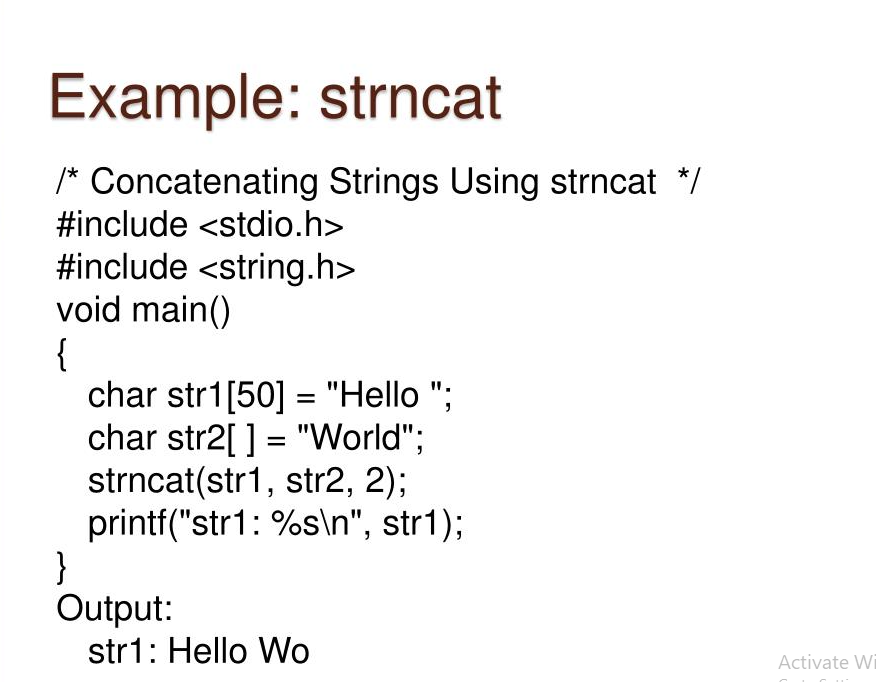 Example: strncat
/* Concatenating Strings Using strncat  */
#include <stdio.h>
#include <string.h>
void main()
{
char str1[50] = "Hello ";
char str2[ ] = "World";
strncat(str1, str2, 2);
printf("str1: %s\n", str1);
}
Output:
str1: Hello Wo
Activate Wi